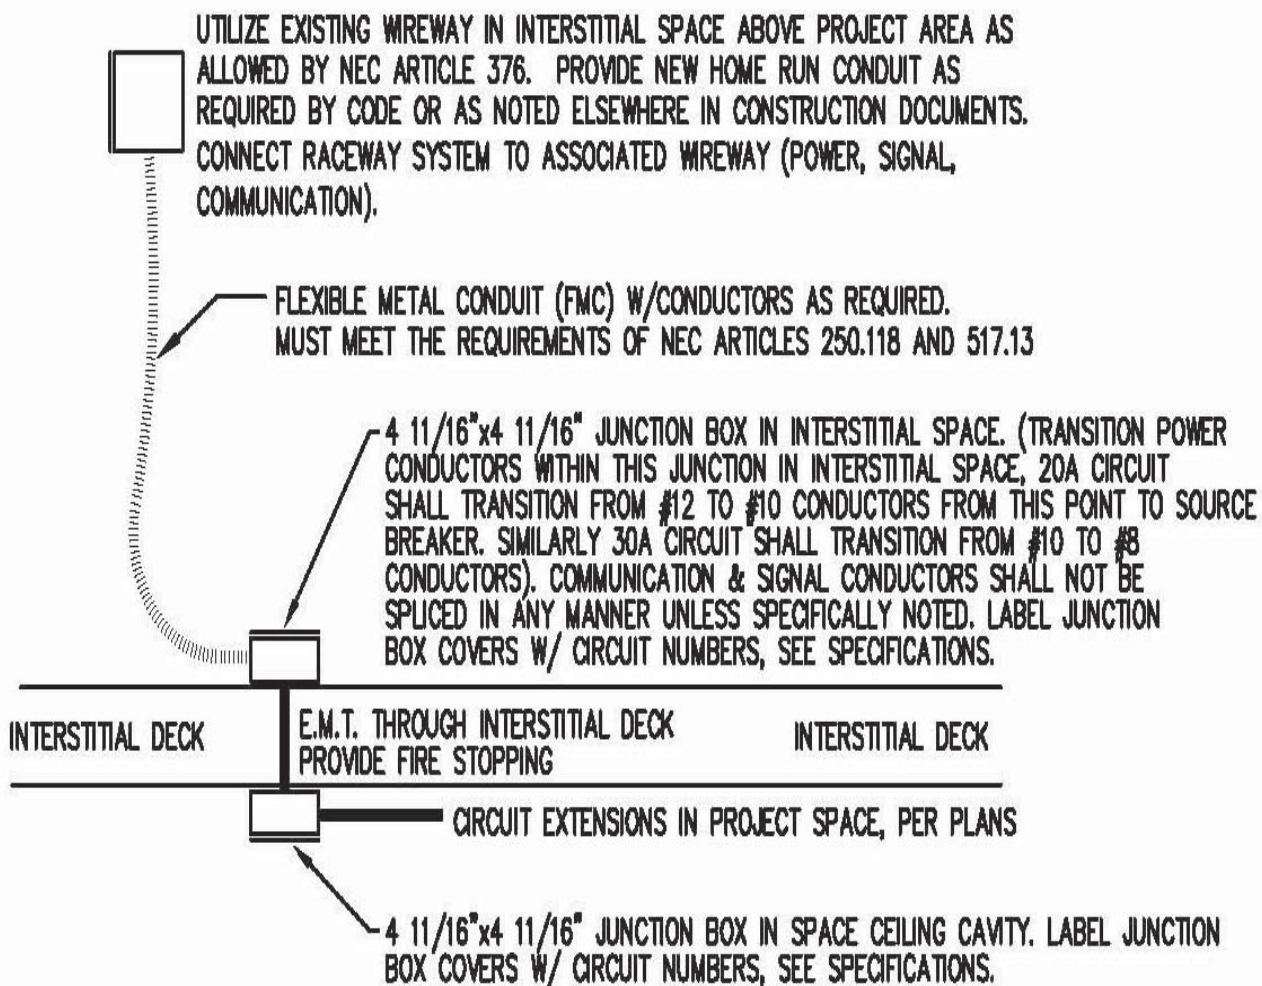 UTILIZE EXISTING WIREWAY IN INTERSTITIAL SPACE ABOVE PROJECT AREA AS
ALLOWED BY NEC ARTICLE 376. PROVIDE NEW HOME RUN CONDUIT AS
REQUIRED BY CODE OR AS NOTED ELSEWHERE IN CONSTRUCTION DOCUMENTS.
CONNECT RACEWAY SYSTEM TO ASSOCIATED WIREWAY (POWER, SIGNAL,
COMMUNICATION).
FLEXIBLE METAL CONDUIT (FMC) W/CONDUCTORS AS REQUIRED.
MUST MEET THE REQUIREMENTS OF NEC ARTICLES 250.118 AND 517.13
4 11/16"x4 11/16" JUNCTION BOX IN INTERSTITIAL SPACE. (TRANSITION POWER
CONDUCTORS WITHIN THIS JUNCTION IN INTERSTITIAL SPACE, 20A CIRCUIT
SHALL TRANSITION FROM #12 TO #10 CONDUCTORS FROM THIS POINT TO SOURCE
BREAKER. SIMILARLY 30A CIRCUIT SHALL TRANSITION FROM #10 TO #8
CONDUCTORS). COMMUNICATION & SIGNAL CONDUCTORS SHALL NOT BE
SPLICED IN ANY MANNER UNLESS SPECIFICALLY NOTED. LABEL JUNCTION
BOX COVERS W/ CIRCUIT NUMBERS, SEE SPECIFICATIONS.
INTERSTITIAL DECK
E.M.T. THROUGH INTERSTITIAL DECK
PROVIDE FIRE STOPPING
INTERSTITIAL DECK
CIRCUIT EXTENSIONS IN PROJECT SPACE, PER PLANS
4 11/16"x4 11/16" JUNCTION BOX IN SPACE CEILING CAVITY. LABEL JUNCTION
BOX COVERS W/ CIRCUIT NUMBERS, SEE SPECIFICATIONS.